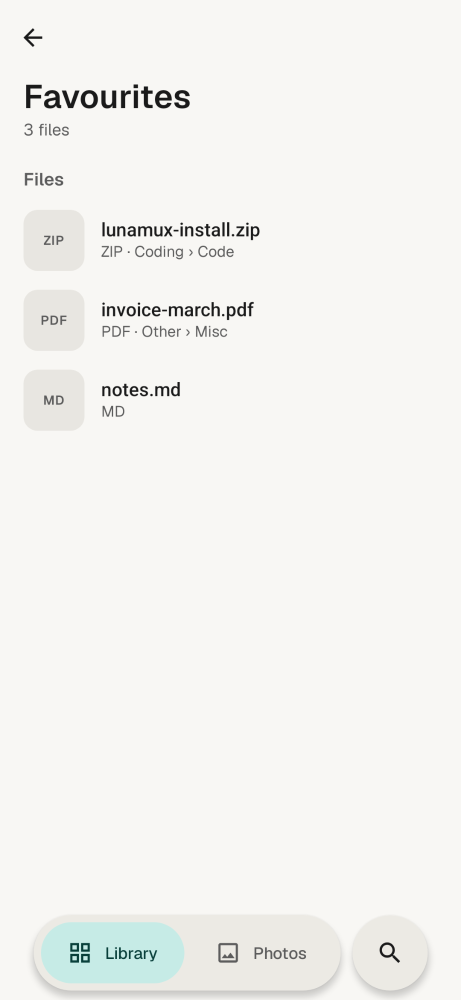 Favourites
3 files
Files
ZIP
lunamux-install.zip
ZIP · Coding › Code
PDF
invoice-march.pdf
PDF · Other › Misc
MD
notes.md
MD
Library
Photos